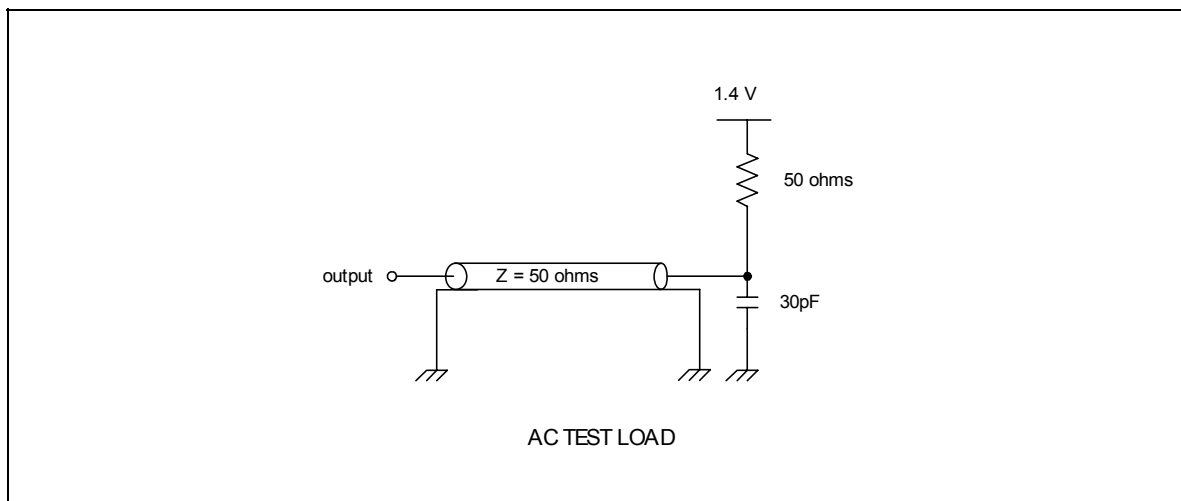 1.4 V
50 ohms
output
Z = 50 ohms
30pF
AC TEST LOAD